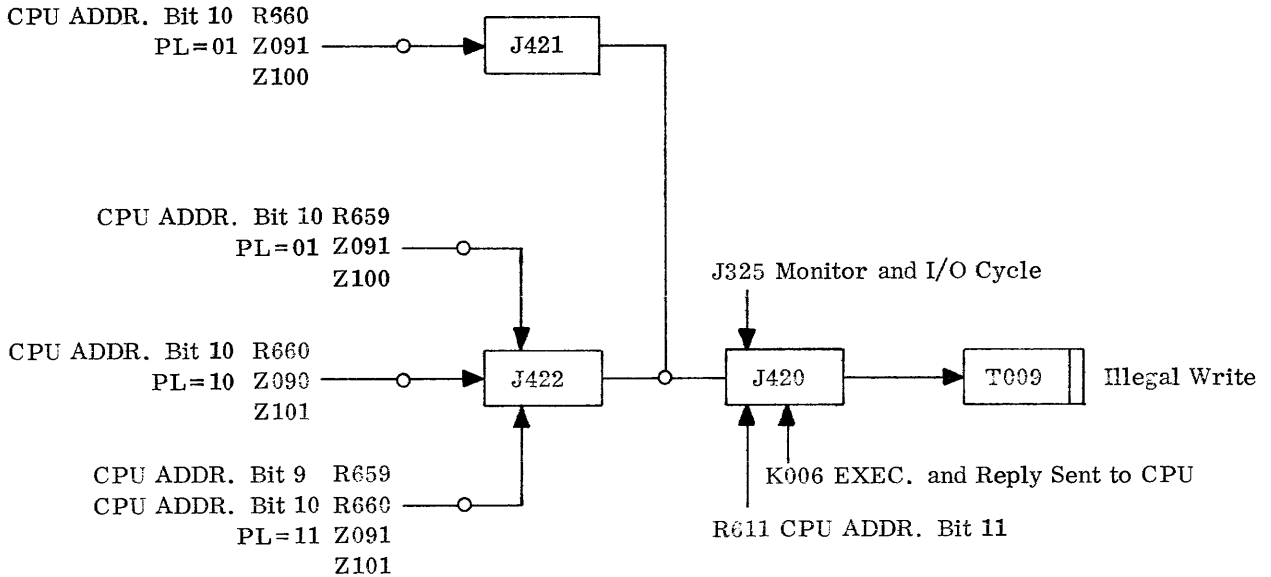 CPU ADDR. Bit 10 R660
PL=01 Z091
Z100
J421
CPU ADDR. Bit 10 R659
PL=01 Z091
Z100
J325 Monitor and I/O Cycle
CPU ADDR. Bit 10 R660
PL=10 Z090
Z101
J422
J420
T009
Illegal Write
CPU ADDR. Bit 9 R659
CPU ADDR. Bit 10 R660
PL=11 Z091
Z101
K006 EXEC. and Reply Sent to CPU
R611 CPU ADDR. Bit 11